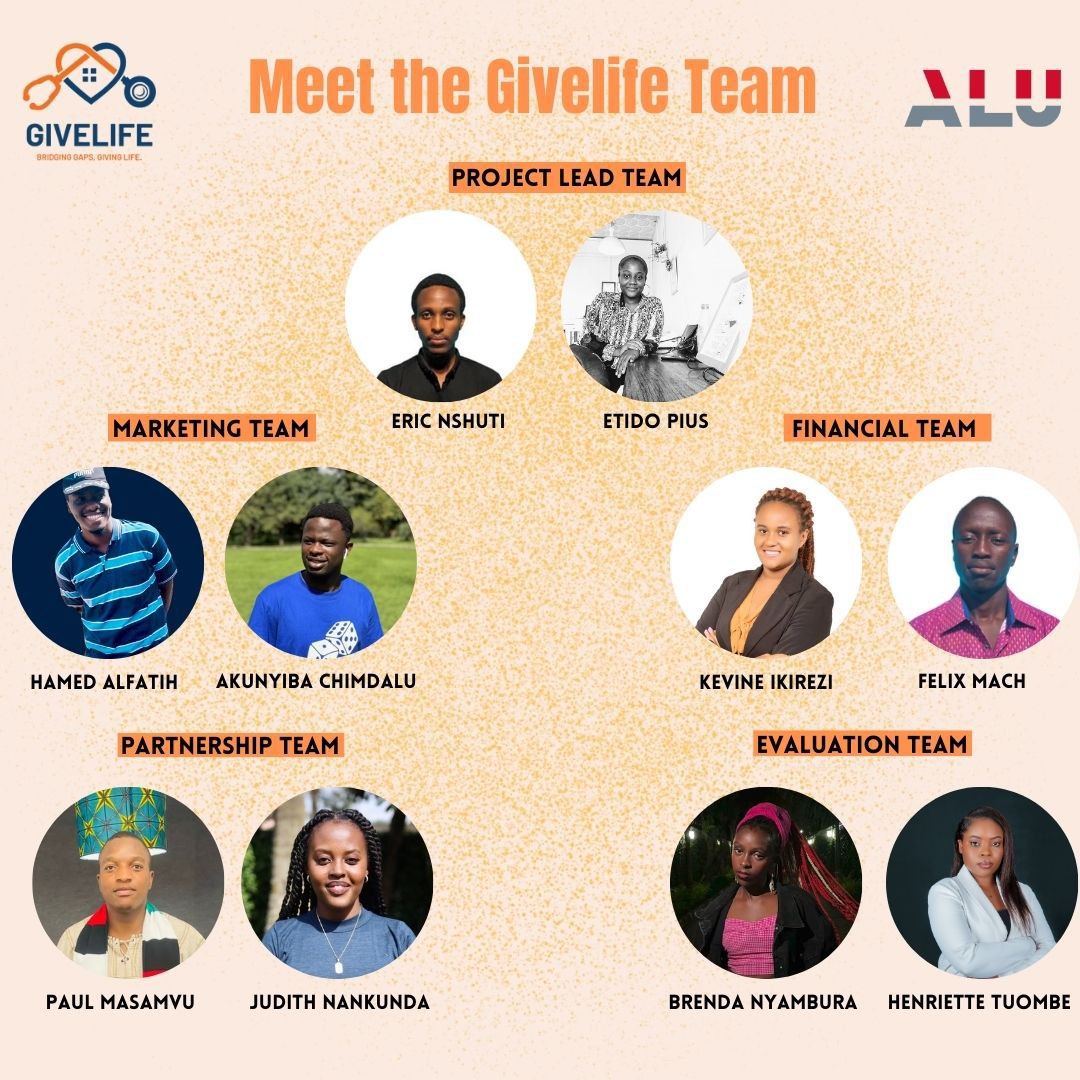 GIVELIFE
BRIDGING GAPS, GIVING LIFE.
Meet the Givelife Team
ALU
PROJECT LEAD TEAM
ERIC NSHUTI
ETIDO PIUS
MARKETING TEAM
HAMED ALFATIH
AKUNYIBA CHIMDALU
FINANCIAL TEAM
KEVINE IKIREZI
FELIX MACH
PARTNERSHIP TEAM
PAUL MASAMVU
JUDITH NANKUNDA
EVALUATION TEAM
BRENDA NYAMBURA
HENRIETTE TUOMBE